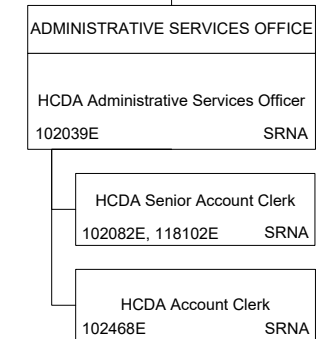 ADMINISTRATIVE SERVICES OFFICE
HCDA Administrative Services Officer
102039E SRNA
HCDA Senior Account Clerk
102082E, 118102E SRNA
HCDA Account Clerk
102468E SRNA